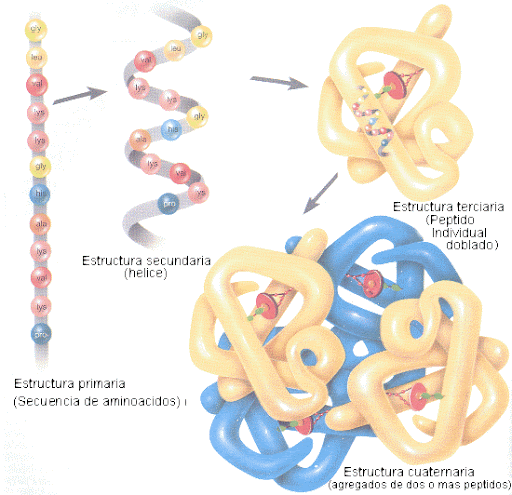 gly
leu
val
lys
lys
gly
his
ala
lys
val
lys
pro
Estructura primaria
(Secuencia de aminoacidos)
gly
leu
val
lys
lys
gly
his
ala
lys
val
lys
pro
Estructura secundaria
(helice)
Estructura terciaria
(Peptido
Individual
doblado)
Estructura cuaternaria
(agregados de dos o mas peptidos)